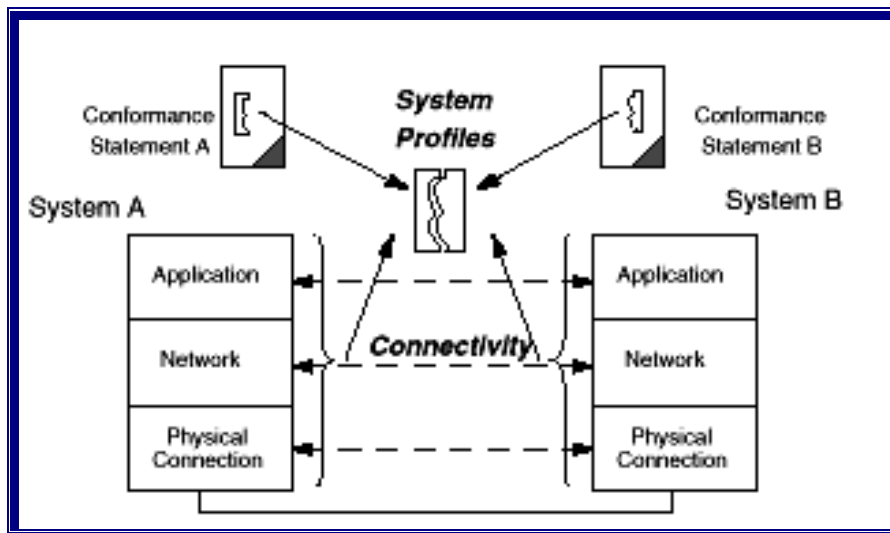 System
Profiles
Conformance
Statement A
Conformance
Statement B
System A
System B
Application
Application
Connectivity
Network
Network
Physical
Connection
Physical
Connection